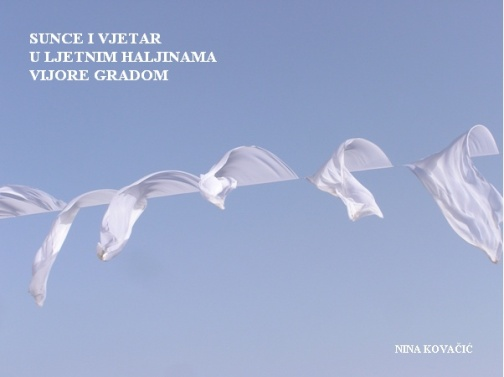 SUNCE I VJETAR
U LJETNIM HALJINAMA
VIJORE GRADOM
NINA KOVAČIĆ